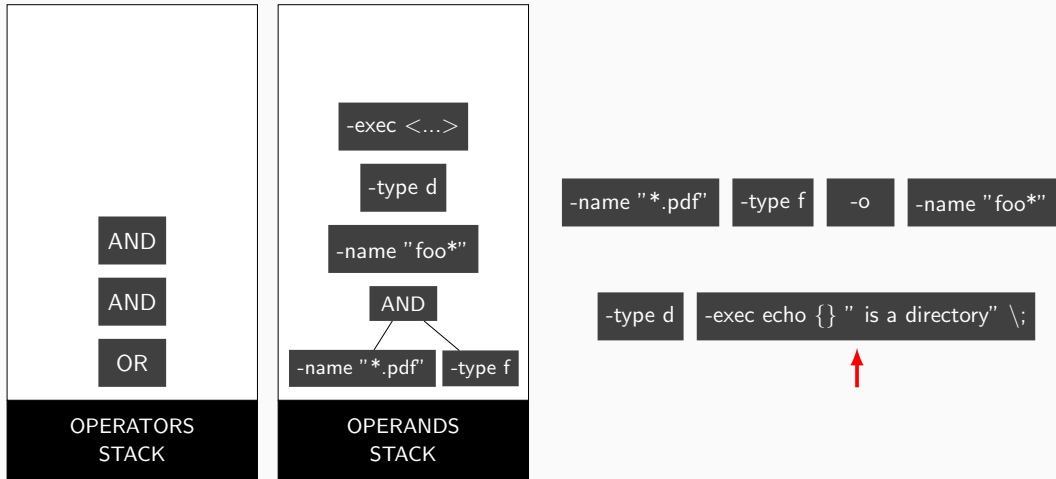 AND
AND
OR
OPERATORS
STACK
-exec <...>
-type d
-name "foo*"
AND
-name "*.pdf"
-type f
OPERANDS
STACK
-name "*.pdf" -type f -o -name "foo*"
-type d -exec echo {} " is a directory" \;